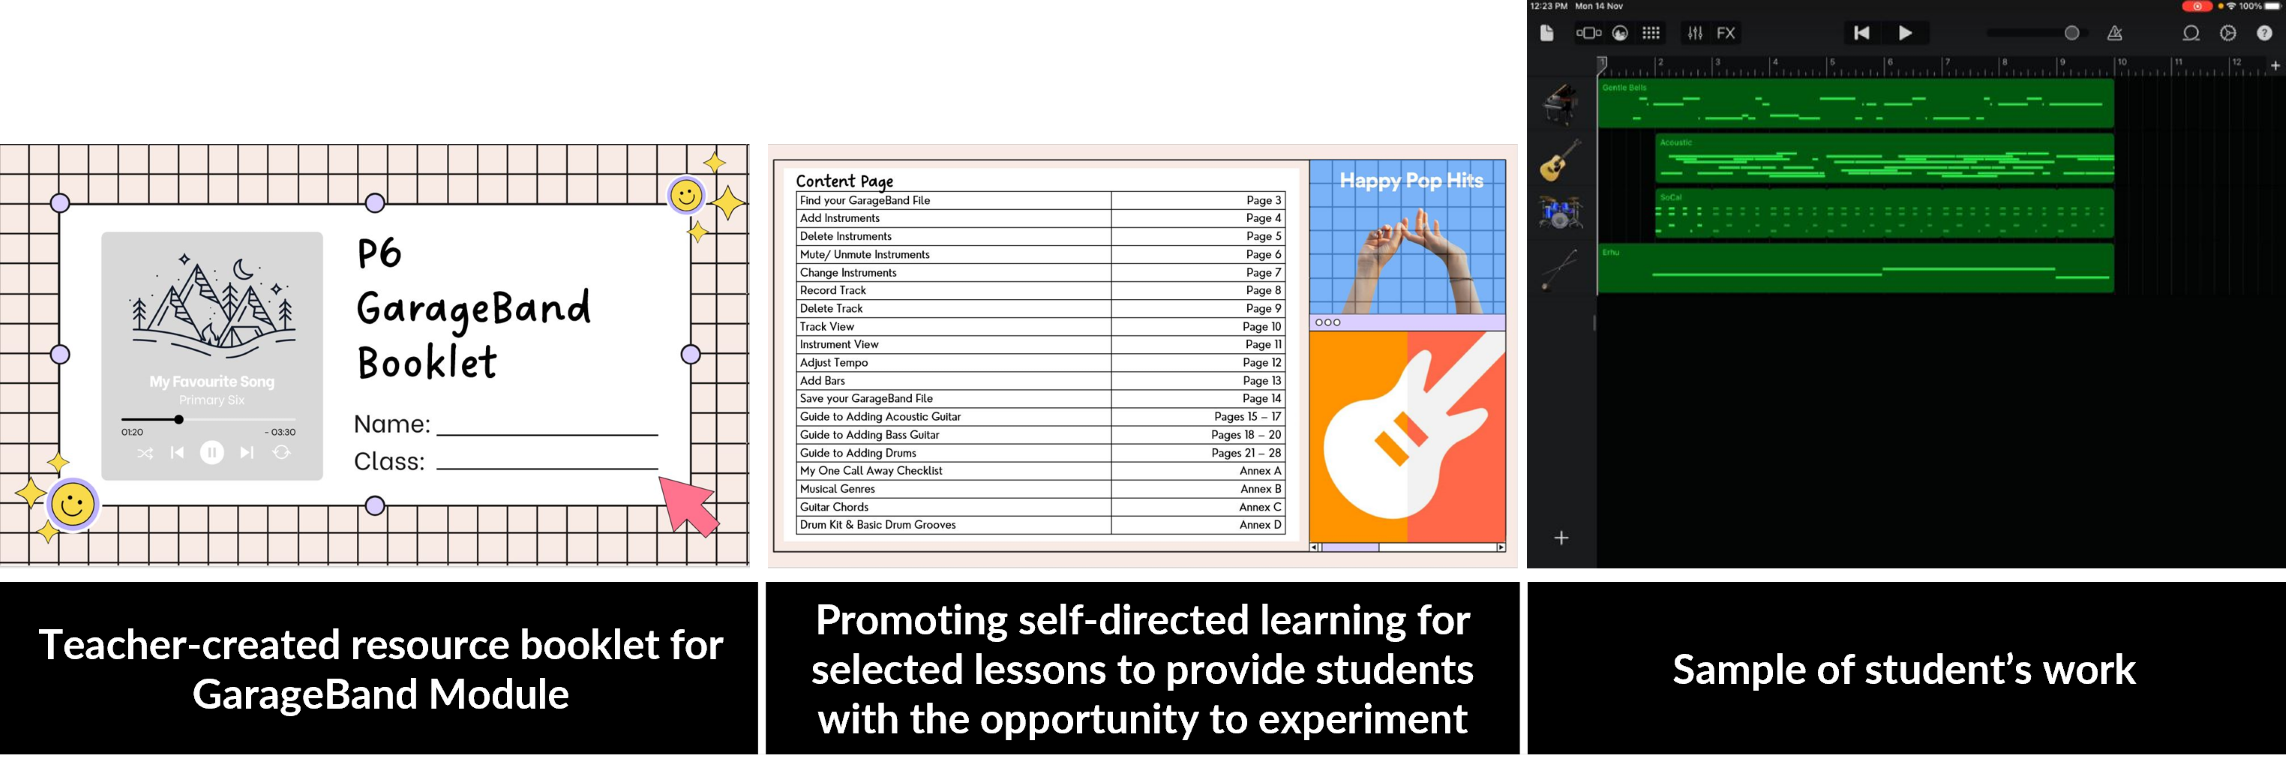 P6
GarageBand
Booklet
My Favourite Song
Primary Six
01:20 - 03:30
Name:
Class:
Teacher-created resource booklet for
GarageBand Module
Content Page
Find your GarageBand File Page 3
Add Instruments Page 4
Delete Instruments Page 5
Mute/ Unmute Instruments Page 6
Change Instruments Page 7
Record Track Page 8
Delete Track Page 9
Track View Page 10
Instrument View Page 11
Adjust Tempo Page 12
Add Bars Page 13
Save your GarageBand File Page 14
Guide to Adding Acoustic Guitar Pages 15 – 17
Guide to Adding Bass Guitar Pages 18 – 20
Guide to Adding Drums Pages 21 – 28
My One Call Away Checklist Annex A
Musical Genres Annex B
Guitar Chords Annex C
Drum Kit & Basic Drum Grooves Annex D
Happy Pop Hits
Promoting self-directed learning for
selected lessons to provide students
with the opportunity to experiment
12:23 PM Mon 14 Nov 100%
FX ?
1 2 3 4 5 6 7 8 9 10 11 12 +
Gentle Bells
Acoustic
SoCal
Erhu
+
Sample of student’s work